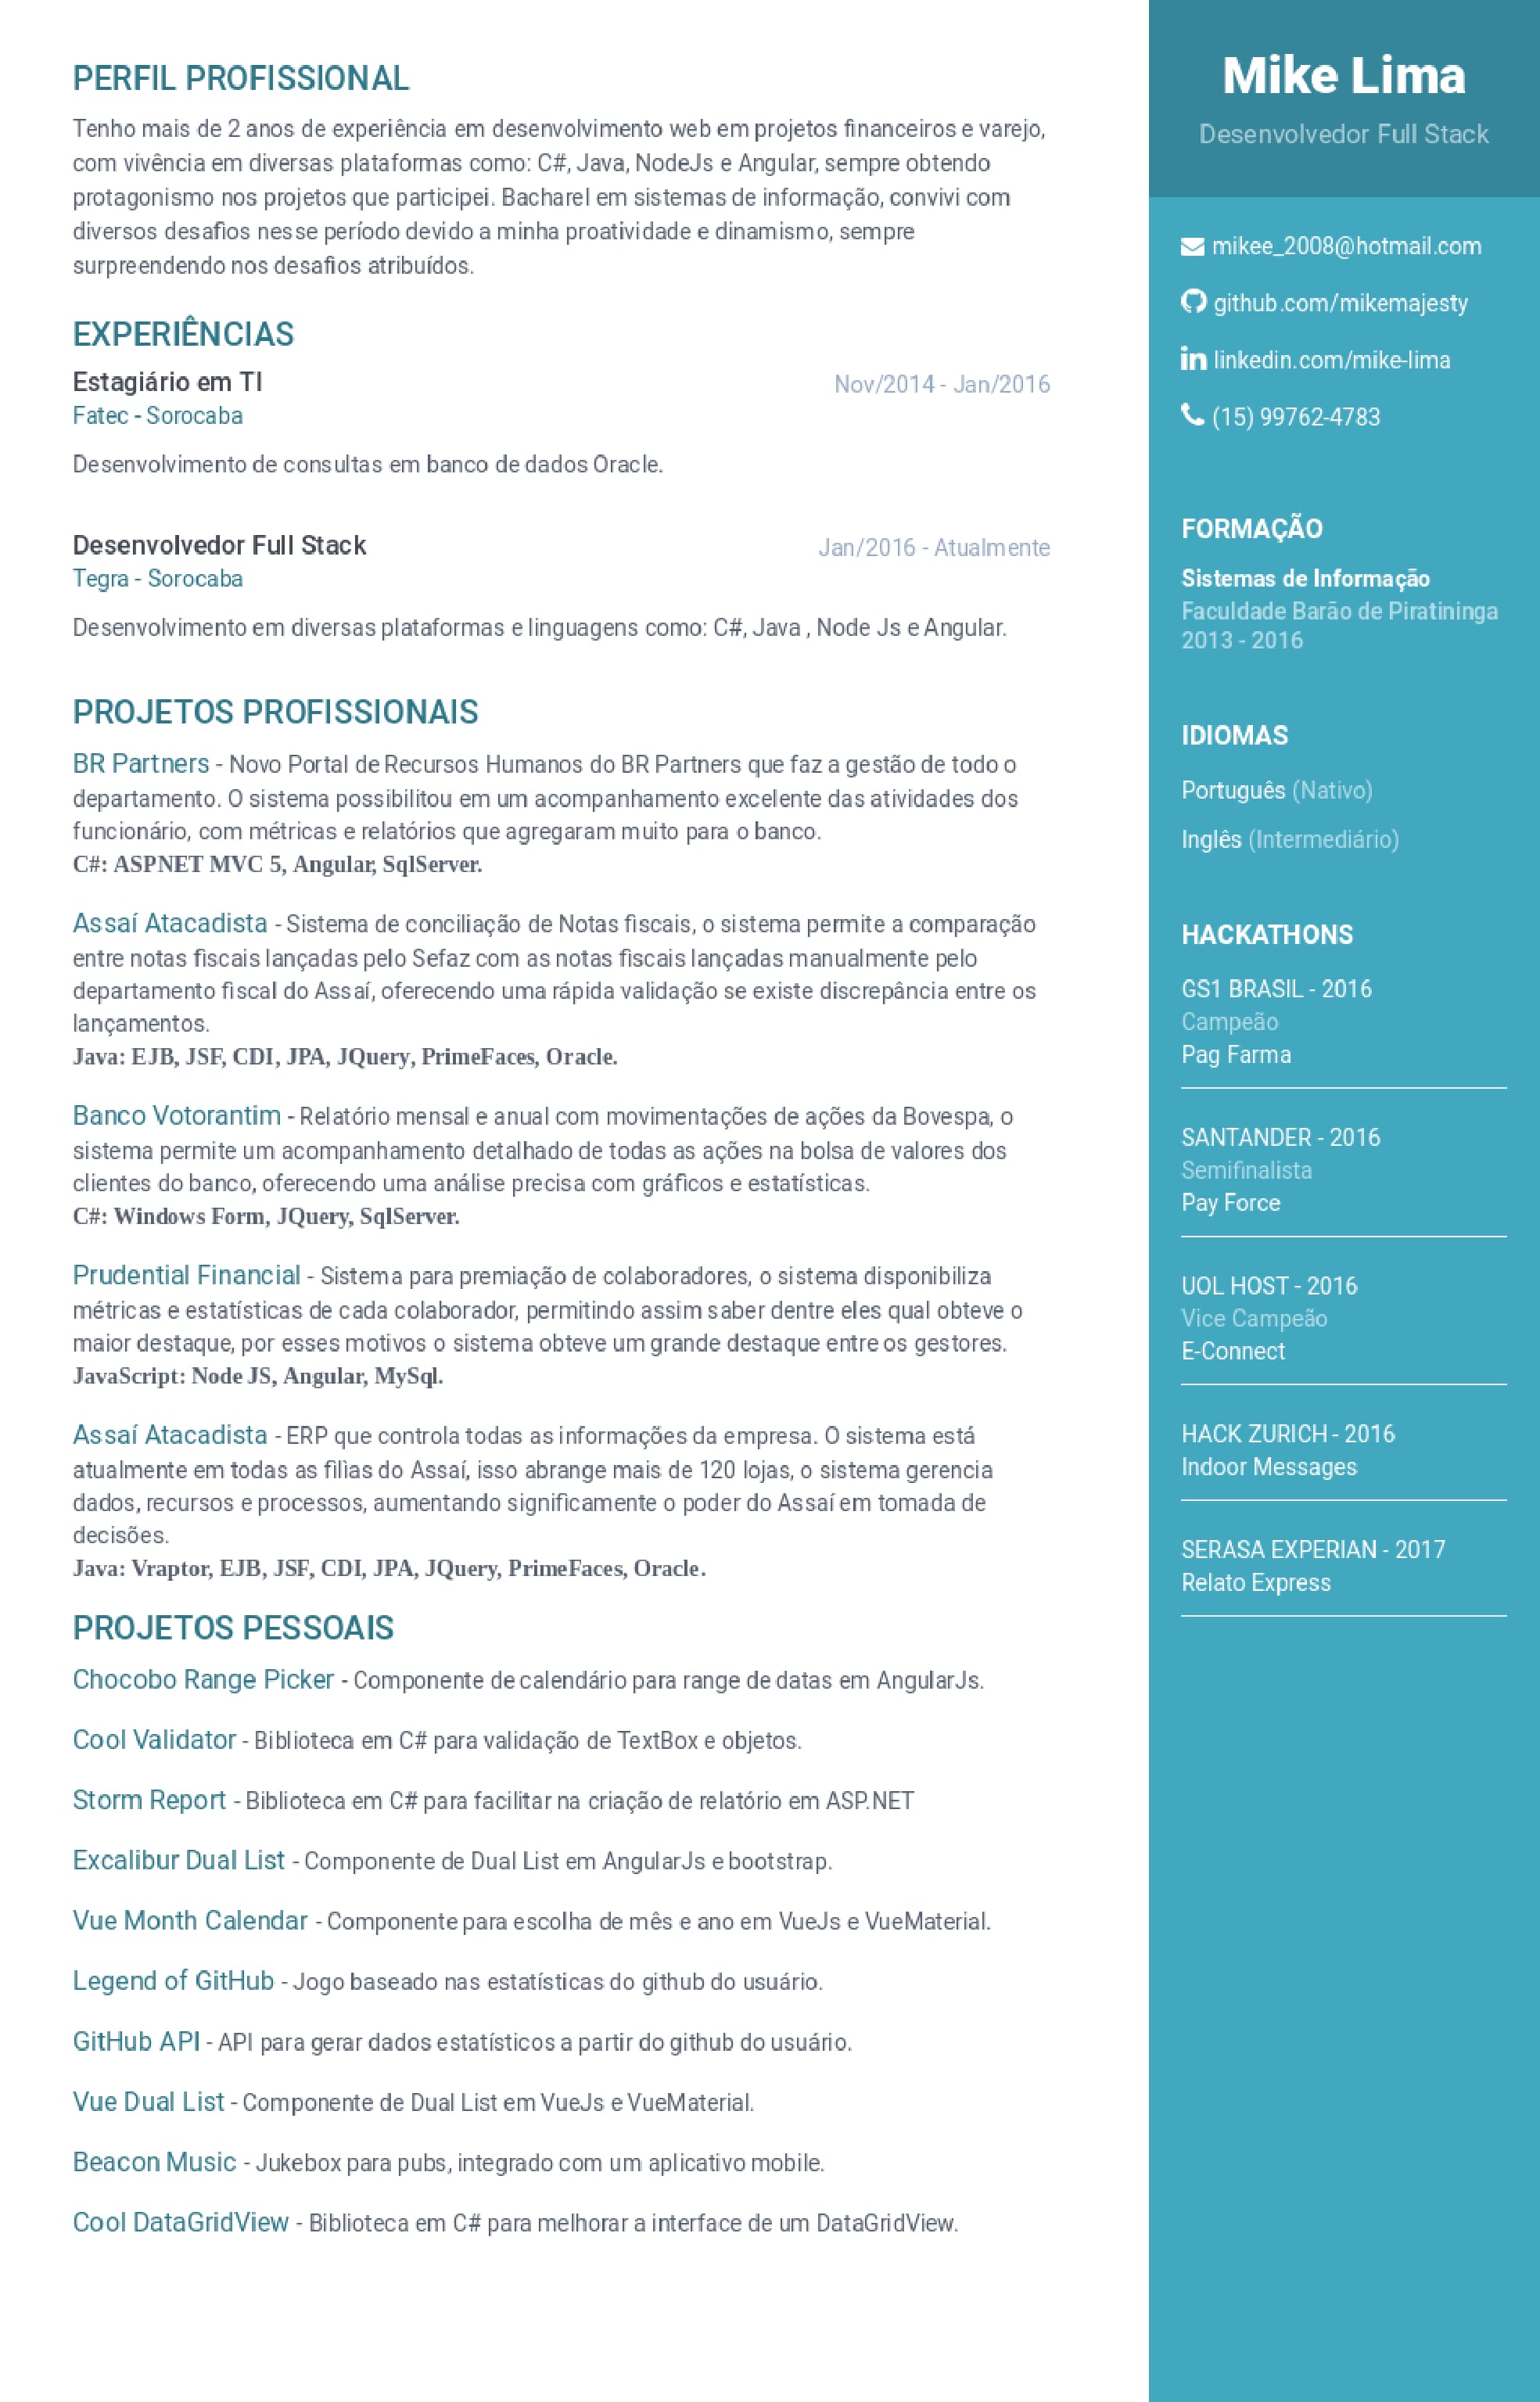 PERFIL PROFISSIONAL
Tenho mais de 2 anos de experiência em desenvolvimento web em projetos financeiros e varejo,
com vivência em diversas plataformas como: C#, Java, NodeJs e Angular, sempre obtendo
protagonismo nos projetos que participei. Bacharel em sistemas de informação, convivi com
diversos desafios nesse período devido a minha proatividade e dinamismo, sempre
surpreendendo nos desafios atribuídos.
EXPERIÊNCIAS
Estagiário em TI
Nov/2014 - Jan/2016
Fatec - Sorocaba
Desenvolvimento de consultas em banco de dados Oracle.
Desenvolvedor Full Stack
Jan/2016 - Atualmente
Tegra - Sorocaba
Desenvolvimento em diversas plataformas e linguagens como: C#, Java , Node Js e Angular.
PROJETOS PROFISSIONAIS
BR Partners - Novo Portal de Recursos Humanos do BR Partners que faz a gestão de todo o
departamento. O sistema possibilitou em um acompanhamento excelente das atividades dos
funcionário, com métricas e relatórios que agregaram muito para o banco.
C#: ASPNET MVC 5, Angular, SqlServer.
Assaí Atacadista - Sistema de conciliação de Notas fiscais, o sistema permite a comparação
entre notas fiscais lançadas pelo Sefaz com as notas fiscais lançadas manualmente pelo
departamento fiscal do Assaí, oferecendo uma rápida validação se existe discrepância entre os
lançamentos.
Java: EJB, JSF, CDI, JPA, JQuery, PrimeFaces, Oracle.
Banco Votorantim - Relatório mensal e anual com movimentações de ações da Bovespa, o
sistema permite um acompanhamento detalhado de todas as ações na bolsa de valores dos
clientes do banco, oferecendo uma análise precisa com gráficos e estatísticas.
C#: Windows Form, JQuery, SqlServer.
Prudential Financial - Sistema para premiação de colaboradores, o sistema disponibiliza
métricas e estatísticas de cada colaborador, permitindo assim saber dentre eles qual obteve o
maior destaque, por esses motivos o sistema obteve um grande destaque entre os gestores.
JavaScript: Node JS, Angular, MySql.
Assaí Atacadista - ERP que controla todas as informações da empresa. O sistema está
atualmente em todas as filias do Assaí, isso abrange mais de 120 lojas, o sistema gerencia
dados, recursos e processos, aumentando significamente o poder do Assaí em tomada de
decisões.
Java: Vraptor, EJB, JSF, CDI, JPA, JQuery, PrimeFaces, Oracle.
PROJETOS PESSOAIS
Chocobo Range Picker - Componente de calendário para range de datas em AngularJs.
Cool Validator - Biblioteca em C# para validação de TextBox e objetos.
Storm Report - Biblioteca em C# para facilitar na criação de relatório em ASP.NET
Excalibur Dual List - Componente de Dual List em AngularJs e bootstrap.
Vue Month Calendar - Componente para escolha de mês e ano em VueJs e VueMaterial.
Legend of GitHub - Jogo baseado nas estatísticas do github do usuário.
GitHub API - API para gerar dados estatísticos a partir do github do usuário.
Vue Dual List - Componente de Dual List em VueJs e VueMaterial.
Beacon Music - Jukebox para pubs, integrado com um aplicativo mobile.
Cool DataGridView - Biblioteca em C# para melhorar a interface de um DataGridView.
Mike Lima
Desenvolvedor Full Stack
mikee_2008@hotmail.com
github.com/mikemajesty
linkedin.com/mike-lima
(15) 99762-4783
FORMAÇÃO
Sistemas de Informação
Faculdade Barão de Piratininga
2013 - 2016
IDIOMAS
Português (Nativo)
Inglês (Intermediário)
HACKATHONS
GS1 BRASIL - 2016
Campeão
Pag Farma
SANTANDER - 2016
Semifinalista
Pay Force
UOL HOST - 2016
Vice Campeão
E-Connect
HACK ZURICH - 2016
Indoor Messages
SERASA EXPERIAN - 2017
Relato Express